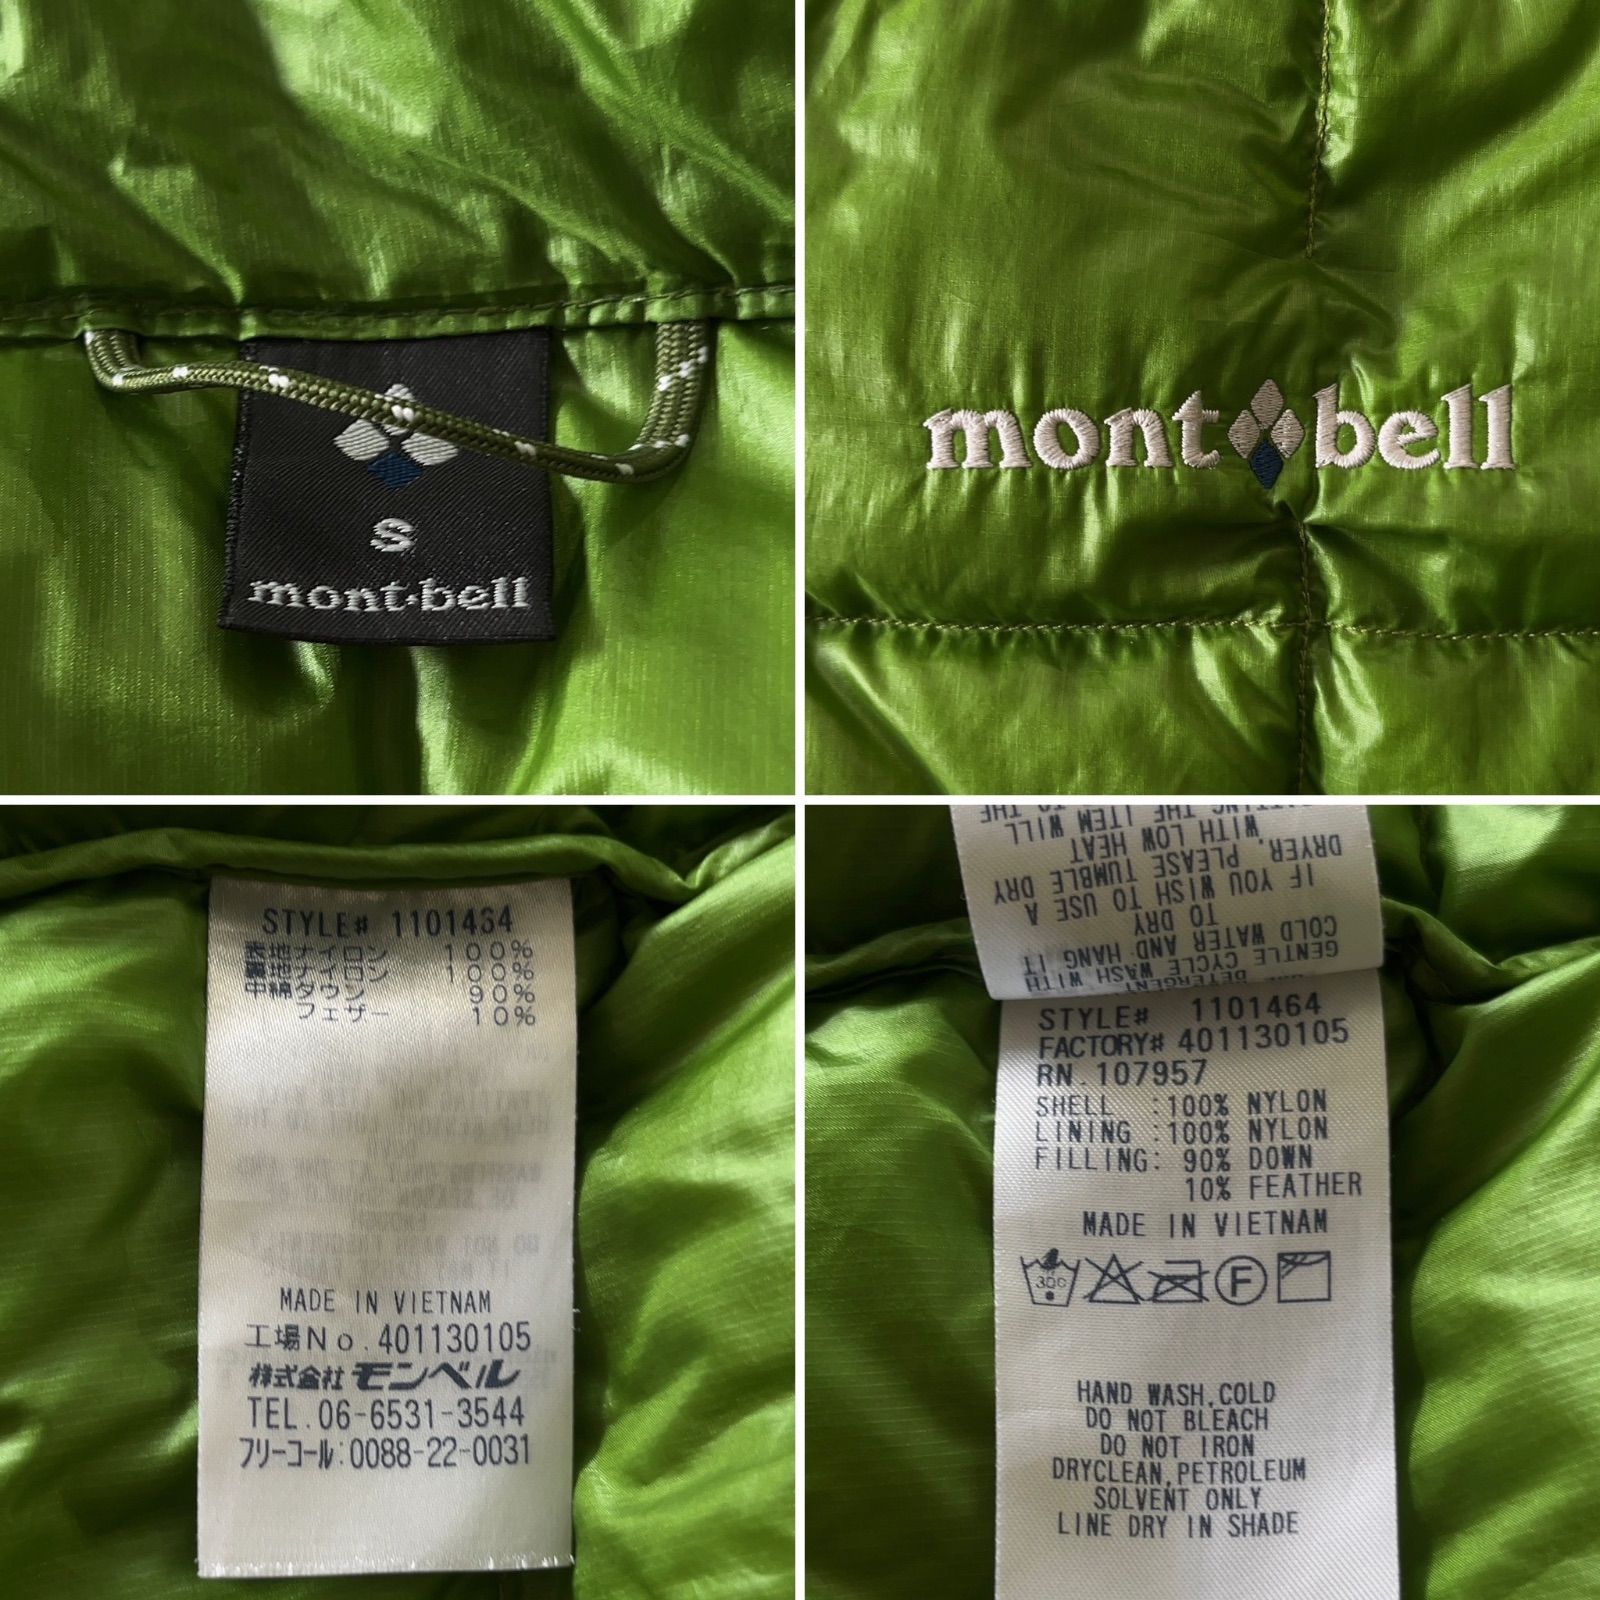 S
mont·bell
mont bell
STYLE# 1101464
表地ナイロン 100%
裏地ナイロン 100%
中綿ダウン 90%
フェザー 10%
MADE IN VIETNAM
工場No.401130105
株式会社モンベル
TEL.06-6531-3544
フリーコール:0088-22-0031
GENTLE CYCLE WASH WITH
COLD WATER AND HANG IT
TO DRY
IF YOU WISH TO USE A
DRYER, PLEASE TUMBLE DRY
WITH LOW HEAT
THE ITEM WILL
STYLE# 1101464
FACTORY# 401130105
RN.107957
SHELL :100% NYLON
LINING :100% NYLON
FILLING: 90% DOWN
10% FEATHER
MADE IN VIETNAM
30° F
HAND WASH,COLD
DO NOT BLEACH
DO NOT IRON
DRYCLEAN,PETROLEUM
SOLVENT ONLY
LINE DRY IN SHADE